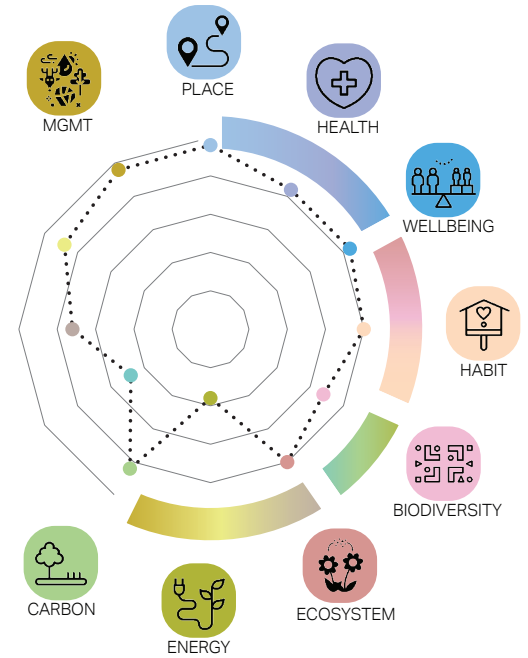 PLACE
MGMT
HEALTH
WELLBEING
HABIT
BIODIVERSITY
CARBON
ECOSYSTEM
ENERGY